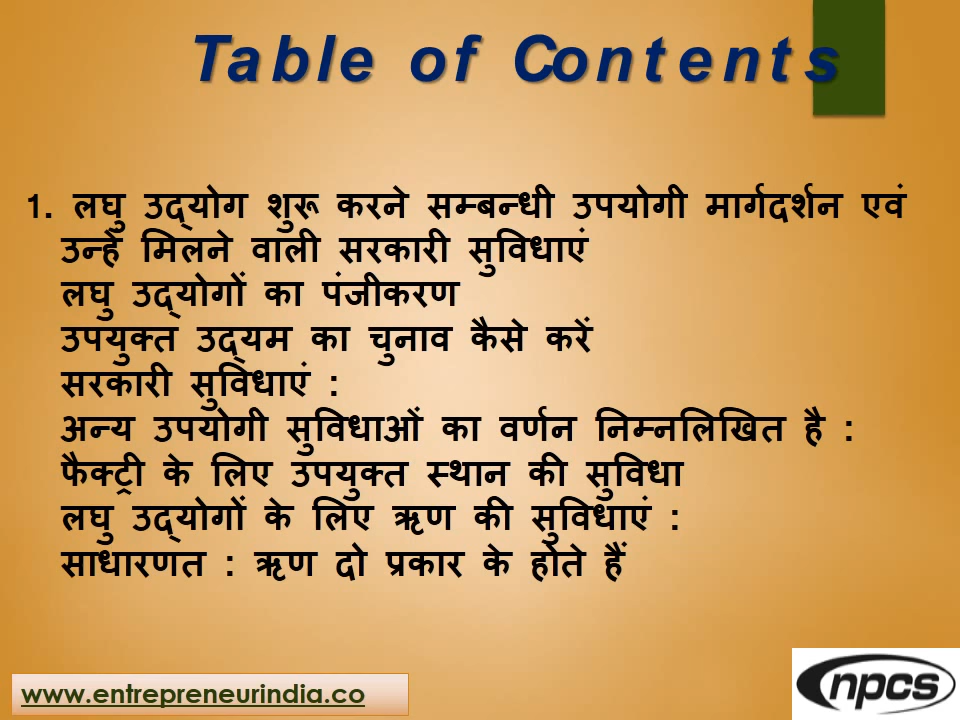 Table of Contents
1. लघु उद्योग शुरू करने सम्बन्धी उपयोगी मार्गदर्शन एवं
उन्हें मिलने वाली सरकारी सुविधाएं
लघु उद्योगों का पंजीकरण
उपयुक्त उद्यम का चुनाव कैसे करें
सरकारी सुविधाएं :
अन्य उपयोगी सुविधाओं का वर्णन निम्नलिखित है :
फैक्ट्री के लिए उपयुक्त स्थान की सुविधा
लघु उद्योगों के लिए ऋण की सुविधाएं :
साधारणत : ऋण दो प्रकार के होते हैं
www.entrepreneurindia.co
npcs